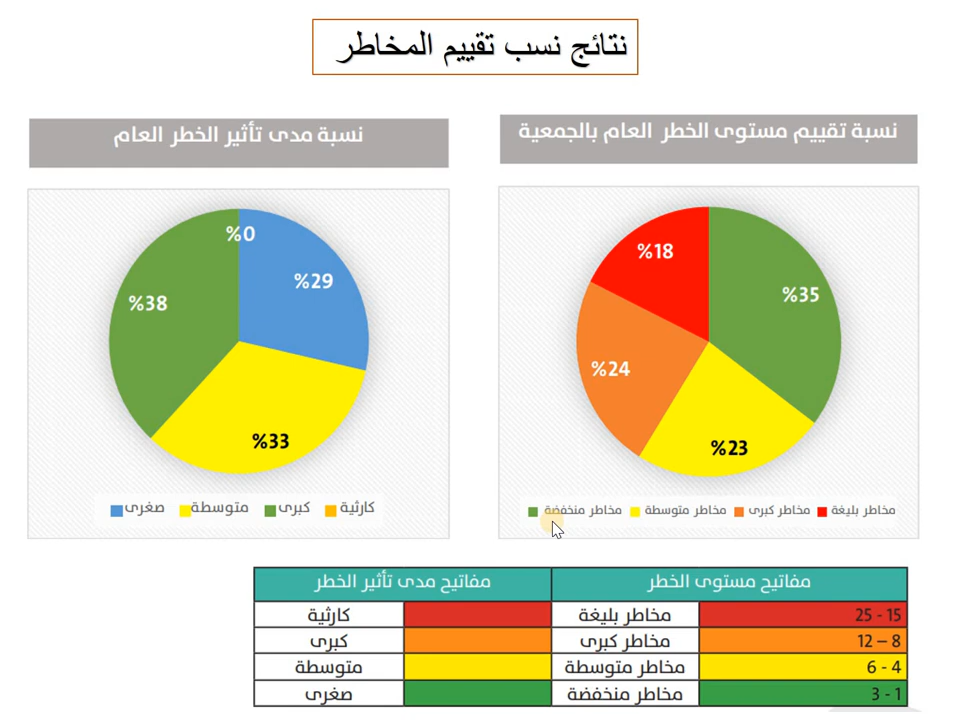 نتائج نسب تقييم المخاطر
نسبة تقييم مستوى الخطر العام بالجمعية
%18
%35
%24
%23
مخاطر بليغة
مخاطر كبرى
مخاطر متوسطة
مخاطر منخفضة
نسبة مدى تأثير الخطر العام
%0
%29
%38
%33
كارثية
كبرى
متوسطة
صغرى
مفاتيح مستوى الخطر مفاتيح مدى تأثير الخطر
15 - 25 مخاطر بليغة كارثية
8 – 12 مخاطر كبرى كبرى
4 - 6 مخاطر متوسطة متوسطة
1 - 3 مخاطر منخفضة صغرى